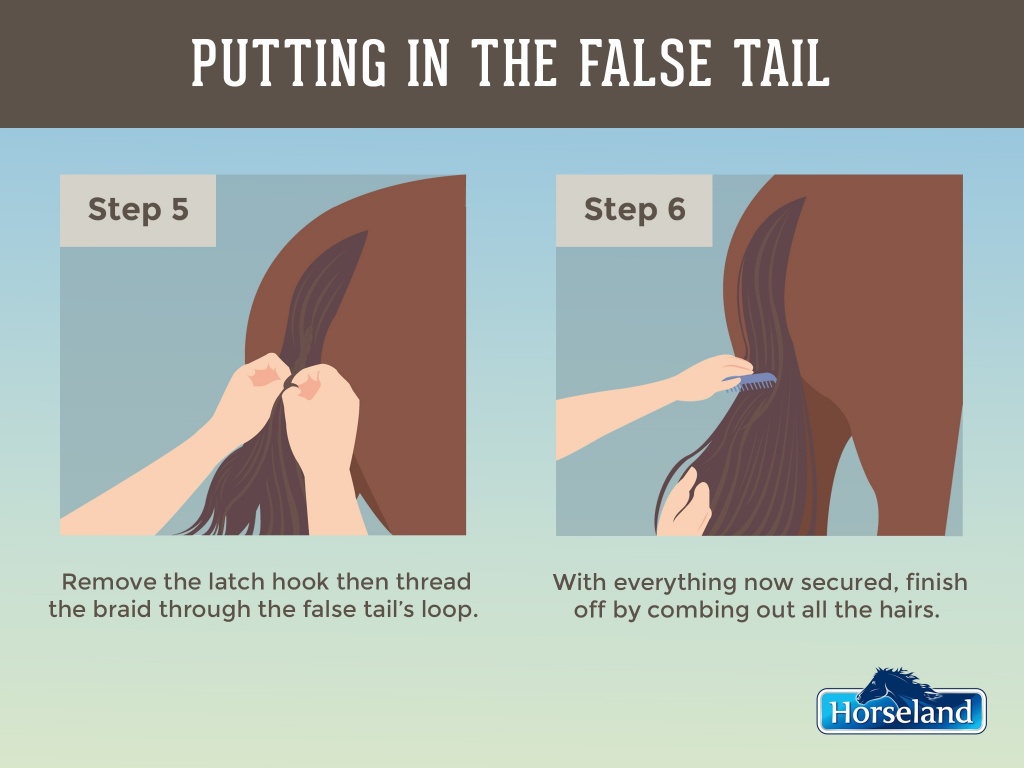 PUTTING IN THE FALSE TAIL
Step 5
Remove the latch hook then thread
the braid through the false tail's loop.
Step 6
With everything now secured, finish
off by combing out all the hairs.
Horseland